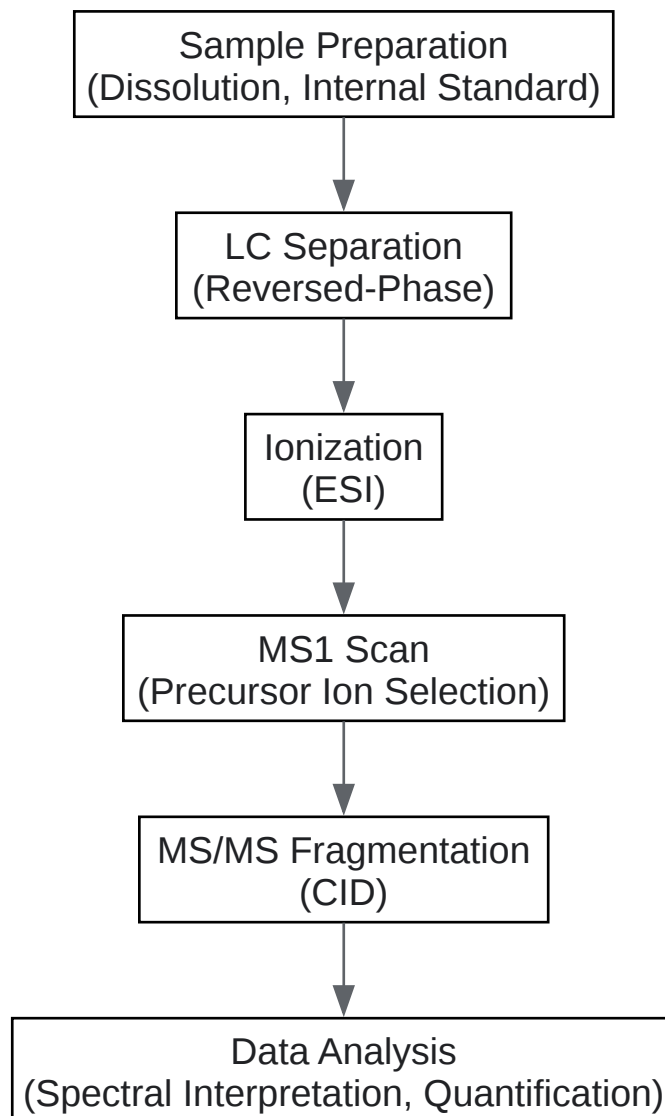 Sample Preparation
(Dissolution, Internal Standard)
LC Separation
(Reversed-Phase)
Ionization
(ESI)
MS1 Scan
(Precursor Ion Selection)
MS/MS Fragmentation
(CID)
Data Analysis
(Spectral Interpretation, Quantification)